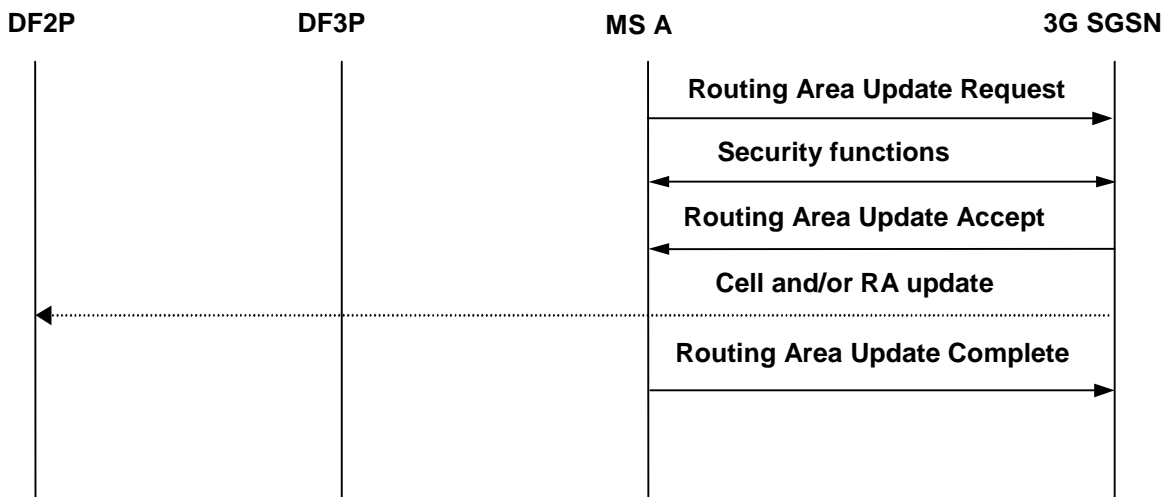 DF2P DF3P MS A 3G SGSN
Routing Area Update Request
Security functions
Routing Area Update Accept
Cell and/or RA update
Routing Area Update Complete